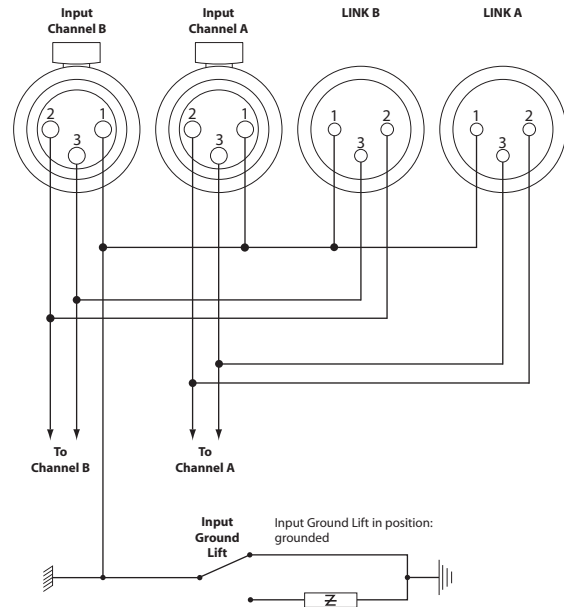 Input
Channel B
Input
Channel A
LINK B
LINK A
2
1
3
2
1
3
1
2
3
1
2
3
To
Channel B
To
Channel A
Input
Ground
Lift
Input Ground Lift in position:
grounded
Z